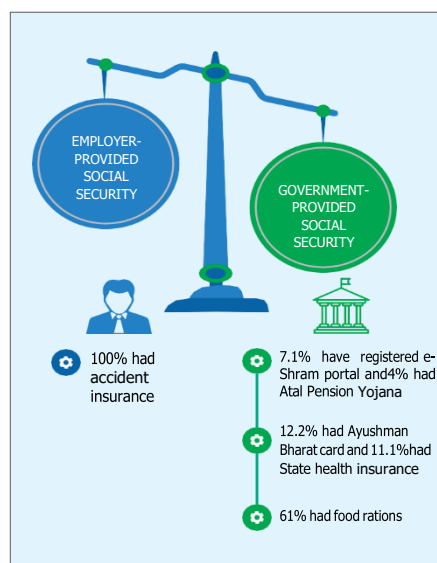 EMPLOYER-
PROVIDED
SOCIAL
SECURITY
GOVERNMENT-
PROVIDED
SOCIAL
SECURITY
100% had
accident
insurance
7.1% have registered e-
Shram portal and4% had
Atal Pension Yojana
12.2% had Ayushman
Bharat card and 11.1%had
State health insurance
61% had food rations